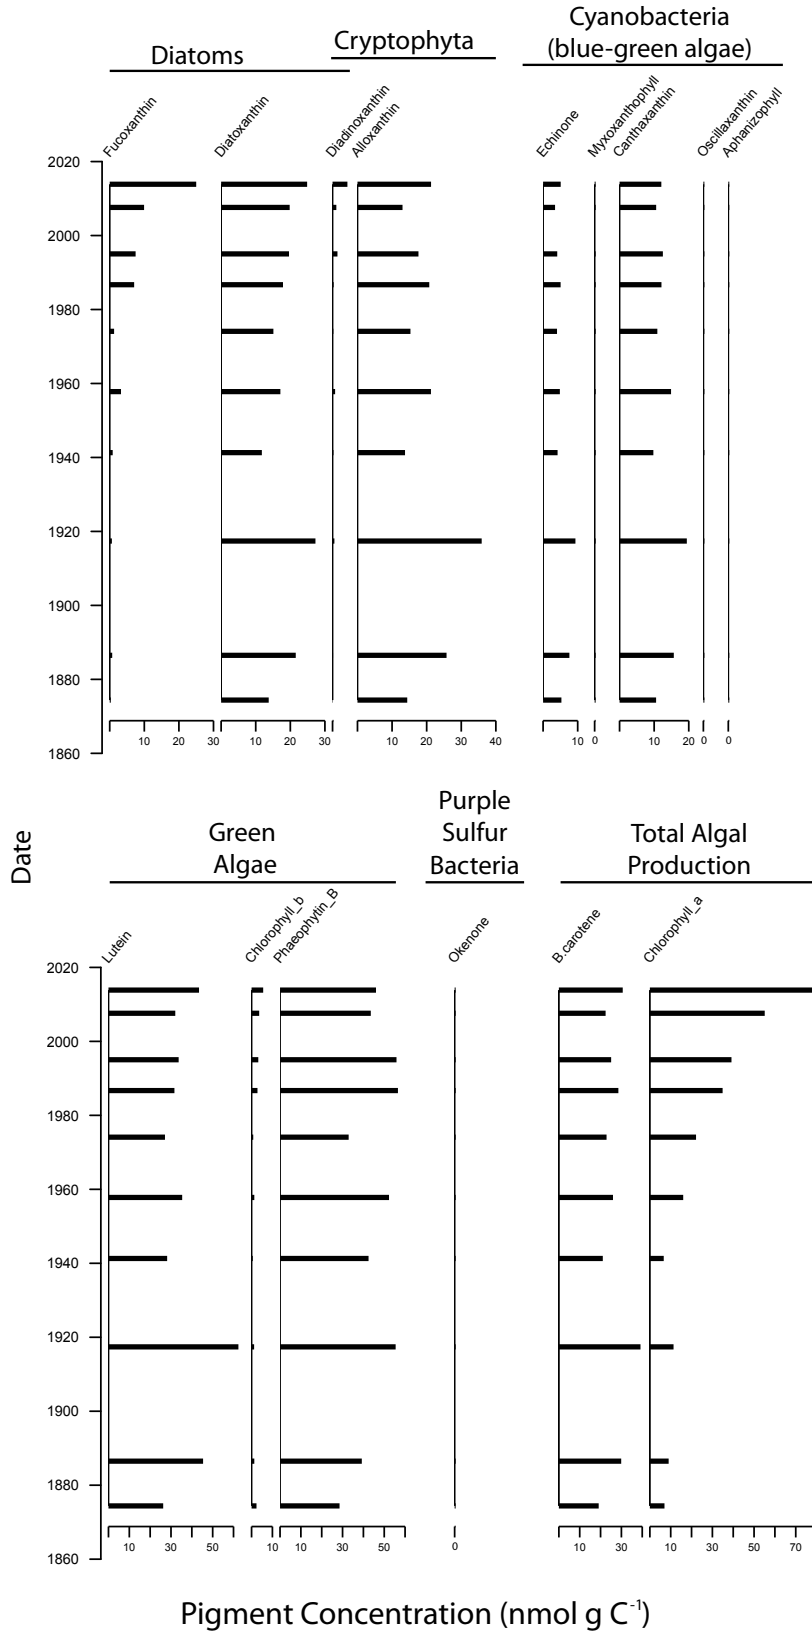 Diatoms
Cryptophyta
Cyanobacteria
(blue-green algae)
Fucoxanthin
Diatoxanthin
Diadinoxanthin
Alloxanthin
Echinone
Myxoxanthophyll
Canthaxanthin
Oscillaxanthin
Aphanizophyll
2020
2000
1980
1960
1940
1920
1900
1880
1860
10 20 30 10 20 30 10 20 30 40 10 0 10 20 0 0
Date
Green
Algae
Purple
Sulfur
Bacteria
Total Algal
Production
Lutein
Chlorophyll_b
Phaeophytin_B
Okenone
B.carotene
Chlorophyll_a
2020
2000
1980
1960
1940
1920
1900
1880
1860
10 30 50 10 10 30 50 0 10 30 10 30 50 70
Pigment Concentration (nmol g C-1)